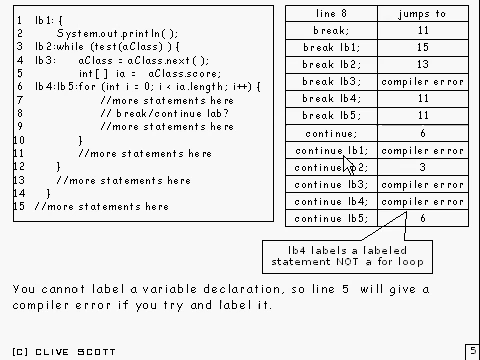 1 lb1: {
2 System.out.println( );
3 lb2:while (test(aClass) ) {
4 lb3: aClass = aClass.next ( );
5 int[ ] ia = aClass.score;
6 lb4:lb5:for (int i = 0; i < ia.length; i++) {
7 //more statements here
8 // break/continue lab?
9 //more statements here
10 }
11 //more statements here
12 }
13 //more statements here
14 }
15 //more statements here
line 8 jumps to
break; 11
break lb1; 15
break lb2; 13
break lb3; compiler error
break lb4; 11
break lb5; 11
continue; 6
continue lb1; compiler error
continue lb2; 3
continue lb3; compiler error
continue lb4; compiler error
continue lb5; 6
lb4 labels a labeled
statement NOT a for loop
You cannot label a variable declaration, so line 5 will give a
compiler error if you try and label it.
(C) CLIVE SCOTT
5